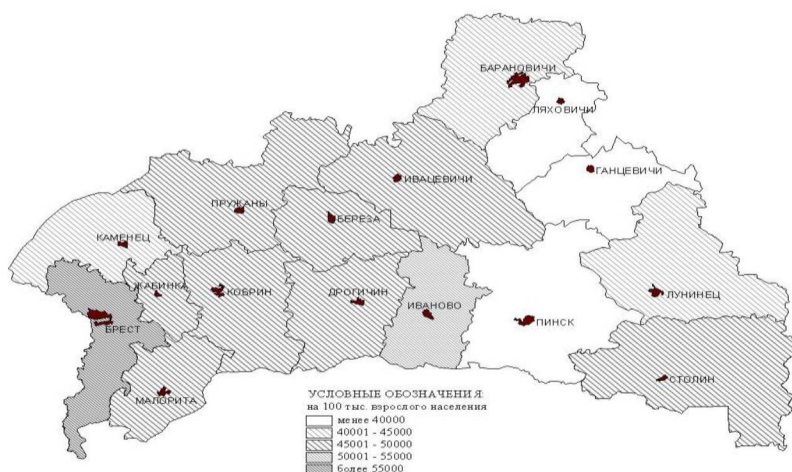 БАРАНОВИЧИ
ЛЯХОВИЧИ
ГАНЦЕВИЧИ
ИВАЦЕВИЧИ
ПРУЖАНЫ
БЕРЕЗА
КАМЕНЕЦ
ЖАБИНКА
КОБРИН
ДРОГИЧИН
ИВАНОВО
ЛУНИНЕЦ
БРЕСТ
ПИНСК
СТОЛИН
МАЛОРИТА
УСЛОВНЫЕ ОБОЗНАЧЕНИЯ:
на 100 тыс. взрослого населения
менее 40000
40001 - 45000
45001 - 50000
50001 - 55000
более 55000